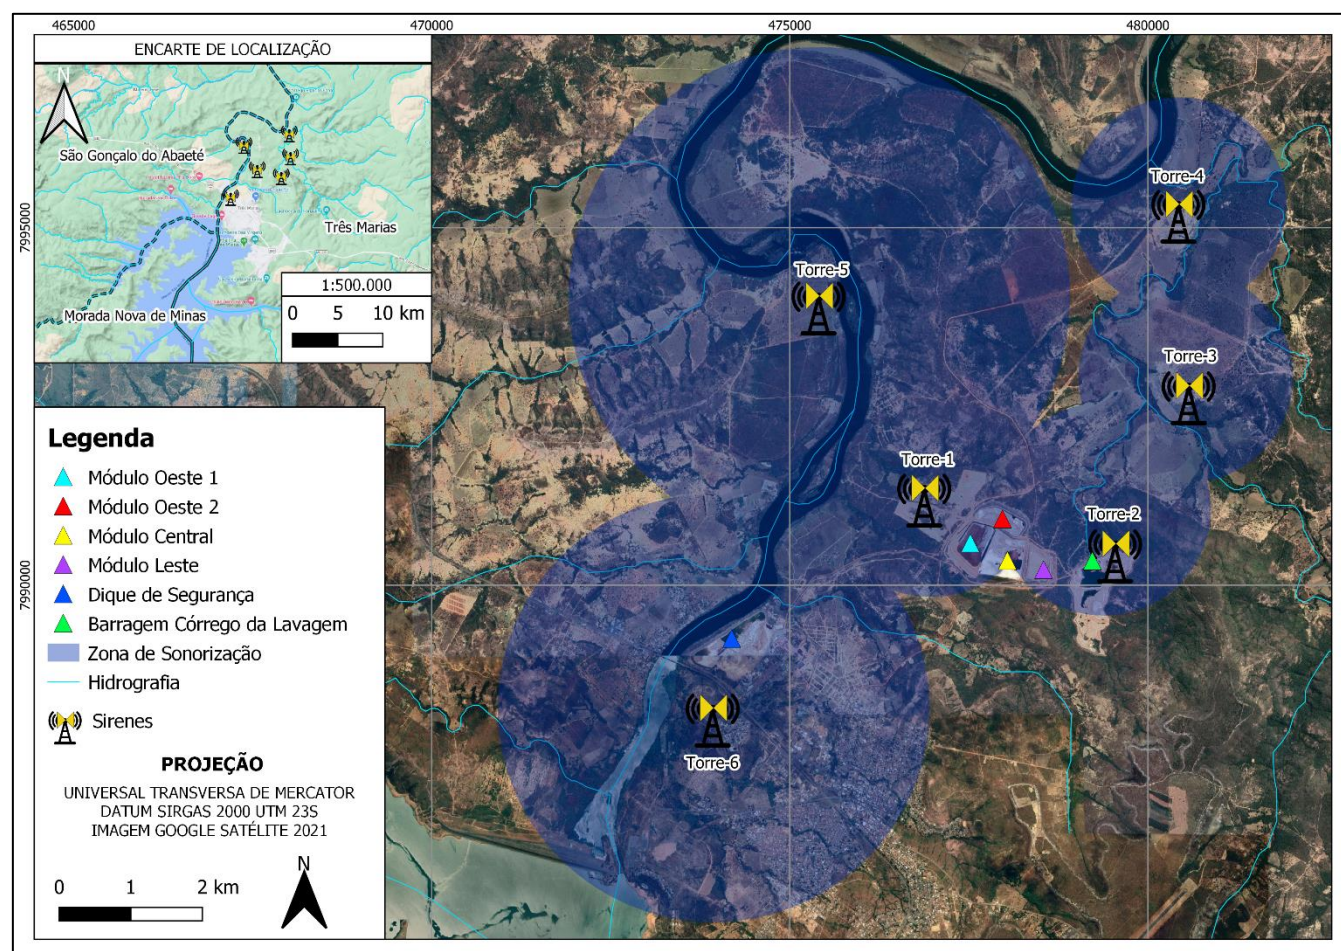 465000
470000
475000
480000
ENCARTE DE LOCALIZAÇÃO
N
São Gonçalo do Abaeté
Três Marias
Morada Nova de Minas
1:500.000
0 5 10 km
7995000
7990000
Torre-4
Torre-5
Torre-3
Torre-1
Torre-2
Torre-6
Legenda
Módulo Oeste 1
Módulo Oeste 2
Módulo Central
Módulo Leste
Dique de Segurança
Barragem Córrego da Lavagem
Zona de Sonorização
Hidrografia
Sirenes
PROJEÇÃO
UNIVERSAL TRANSVERSA DE MERCATOR
DATUM SIRGAS 2000 UTM 23S
IMAGEM GOOGLE SATÉLITE 2021
N
0 1 2 km